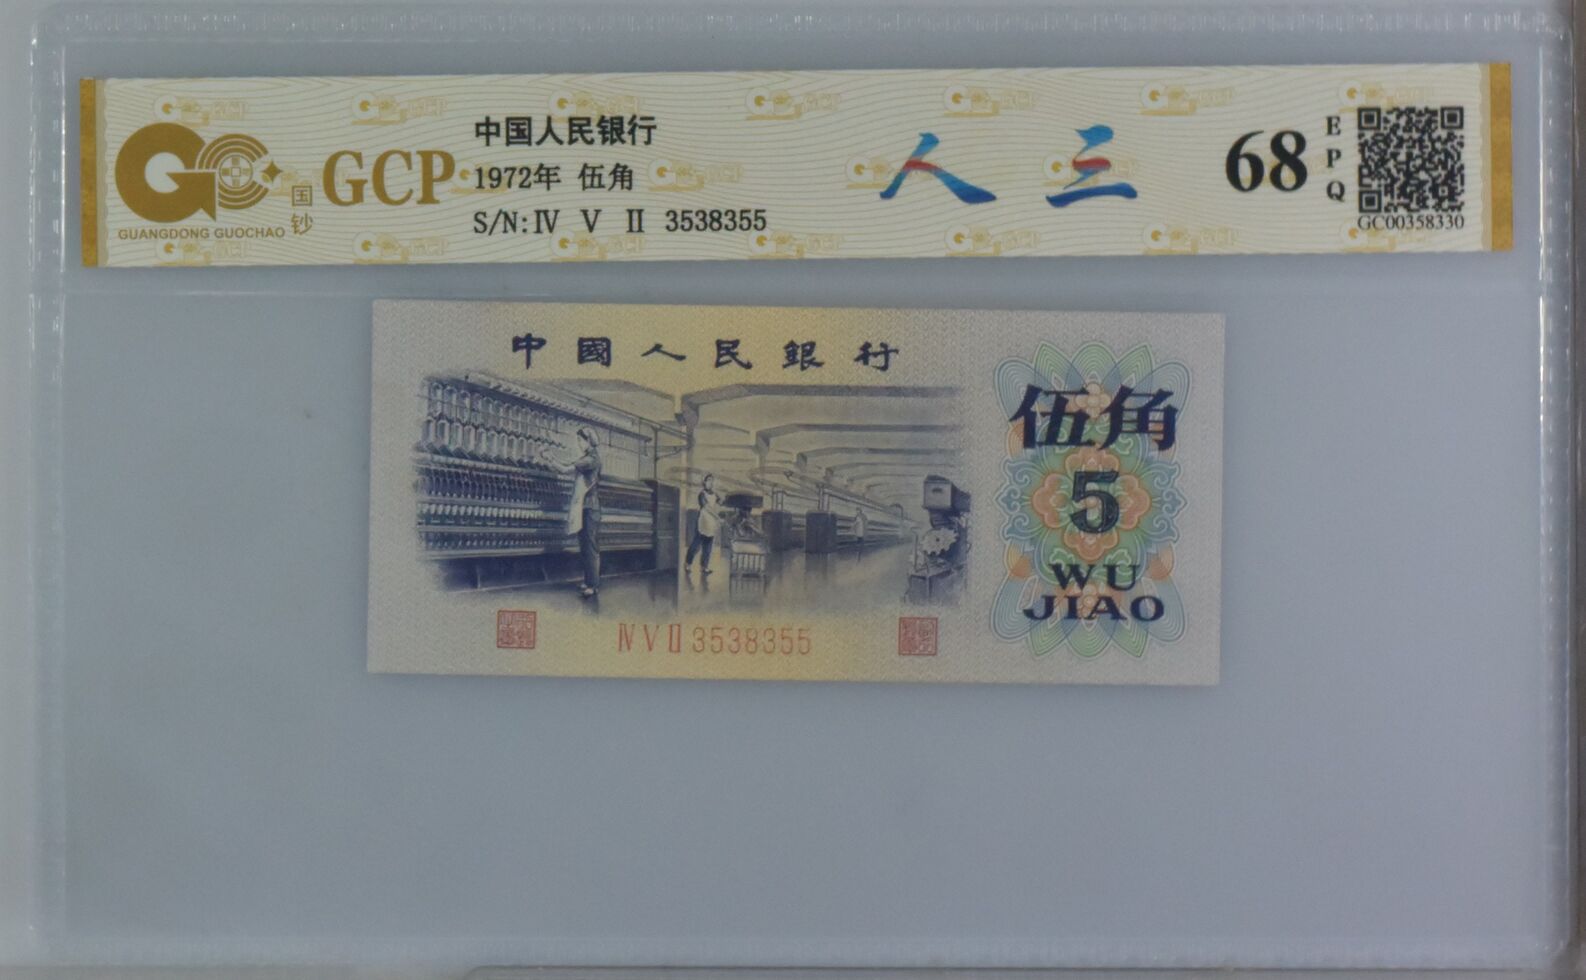 GUANGDONG GUOCHAO
国钞
GCP
中国人民银行
1972年 伍角
S/N:Ⅳ Ⅴ Ⅱ 3538355
人 三
68
EPQ
GC00358330
中國人民銀行
伍角
5
WU
JIAO
Ⅳ Ⅴ Ⅱ 3538355